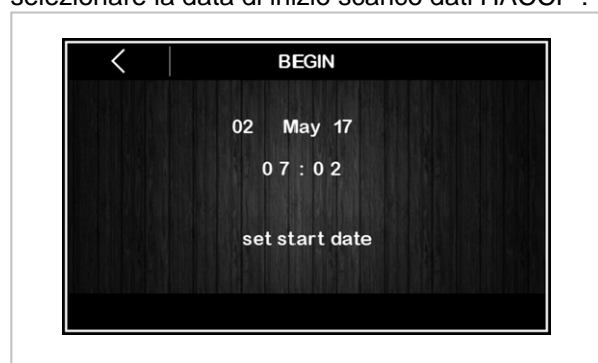 selezionare la data di inizio scarico dati HACCP .
BEGIN
02 May 17
07:02
set start date